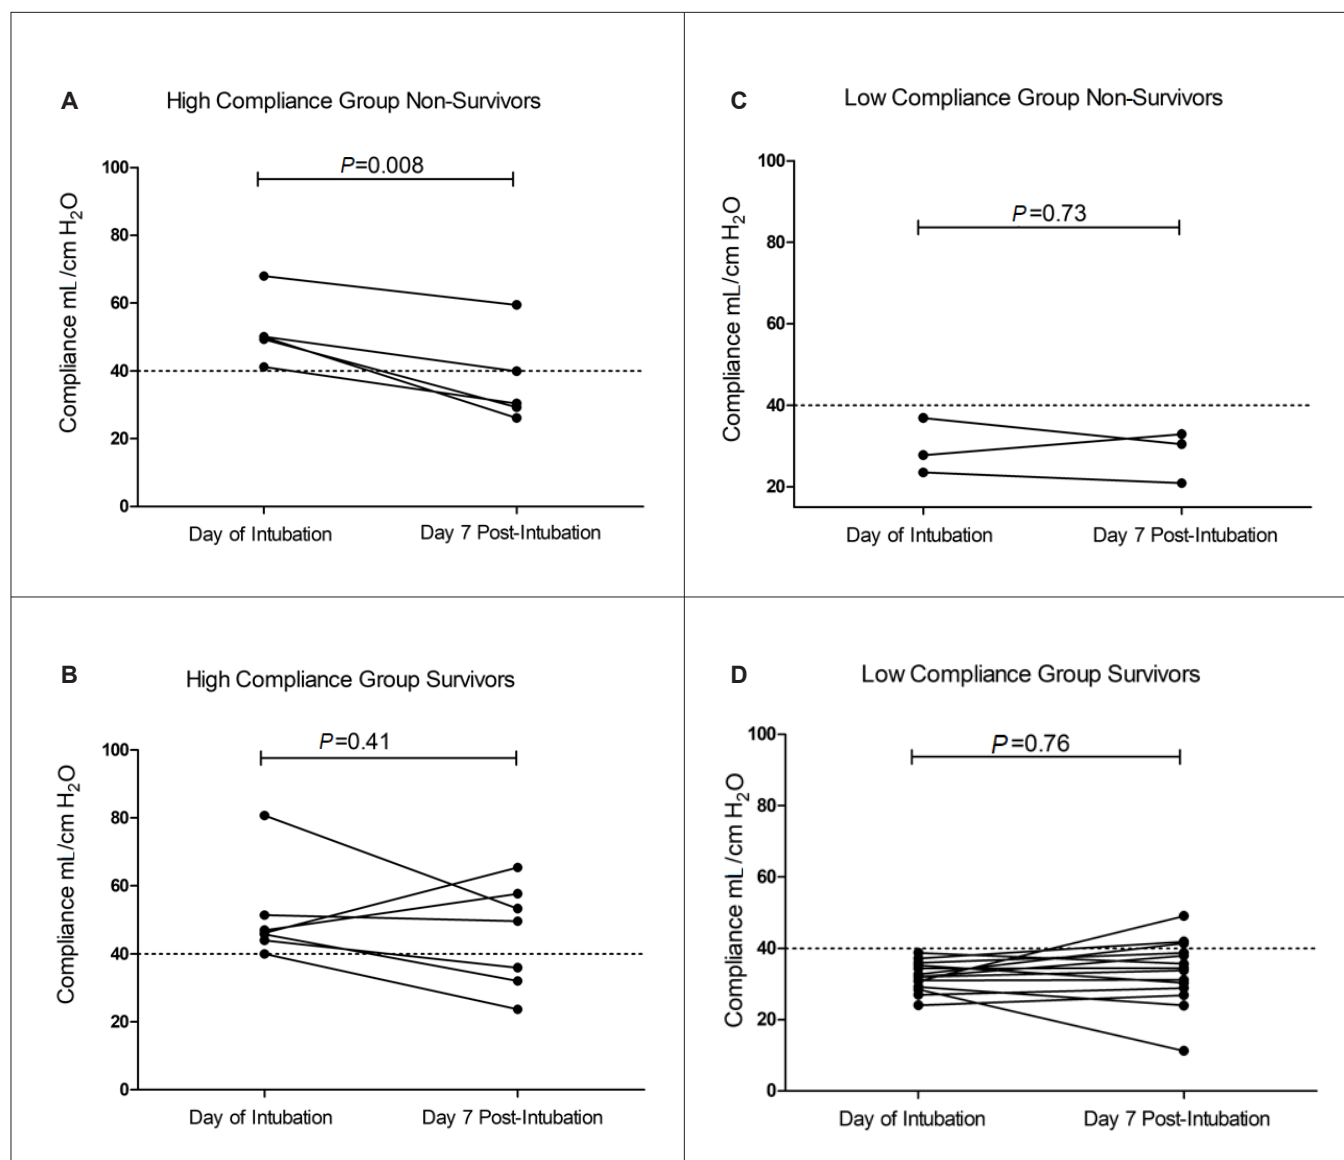 A
High Compliance Group Non-Survivors
P=0.008
Compliance mL/cm H2O
100
80
60
40
20
0
Day of Intubation
Day 7 Post-Intubation
C
Low Compliance Group Non-Survivors
P=0.73
Compliance mL/cm H2O
100
80
60
40
20
Day of Intubation
Day 7 Post-Intubation
B
High Compliance Group Survivors
P=0.41
Compliance mL/cm H2O
100
80
60
40
20
0
Day of Intubation
Day 7 Post-Intubation
D
Low Compliance Group Survivors
P=0.76
Compliance mL/cm H2O
100
80
60
40
20
0
Day of Intubation
Day 7 Post-Intubation